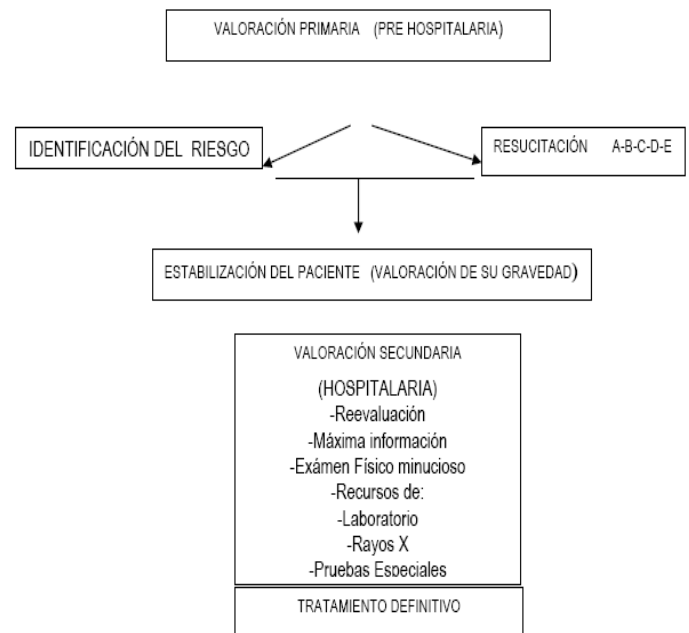 VALORACIÓN PRIMARIA (PRE HOSPITALARIA)
IDENTIFICACIÓN DEL RIESGO
RESUCITACIÓN A-B-C-D-E
ESTABILIZACIÓN DEL PACIENTE (VALORACIÓN DE SU GRAVEDAD)
VALORACIÓN SECUNDARIA
(HOSPITALARIA)
-Reevaluación
-Máxima información
-Exámen Físico minucioso
-Recursos de:
-Laboratorio
-Rayos X
-Pruebas Especiales
TRATAMIENTO DEFINITIVO